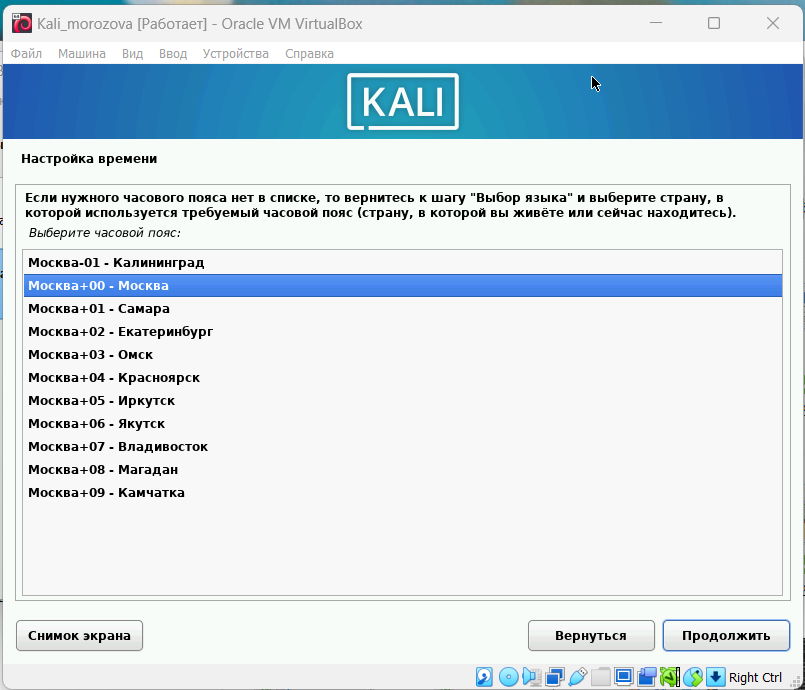 Kali_morozova [Работает] - Oracle VM VirtualBox
Файл Машина Вид Ввод Устройства Справка
KALI
Настройка времени
Если нужного часового пояса нет в списке, то вернитесь к шагу "Выбор языка" и выберите страну, в
которой используется требуемый часовой пояс (страну, в которой вы живёте или сейчас находитесь).
Выберите часовой пояс:
Москва-01 - Калининград
Москва+00 - Москва
Москва+01 - Самара
Москва+02 - Екатеринбург
Москва+03 - Омск
Москва+04 - Красноярск
Москва+05 - Иркутск
Москва+06 - Якутск
Москва+07 - Владивосток
Москва+08 - Магадан
Москва+09 - Камчатка
Снимок экрана Вернуться Продолжить
Right Ctrl